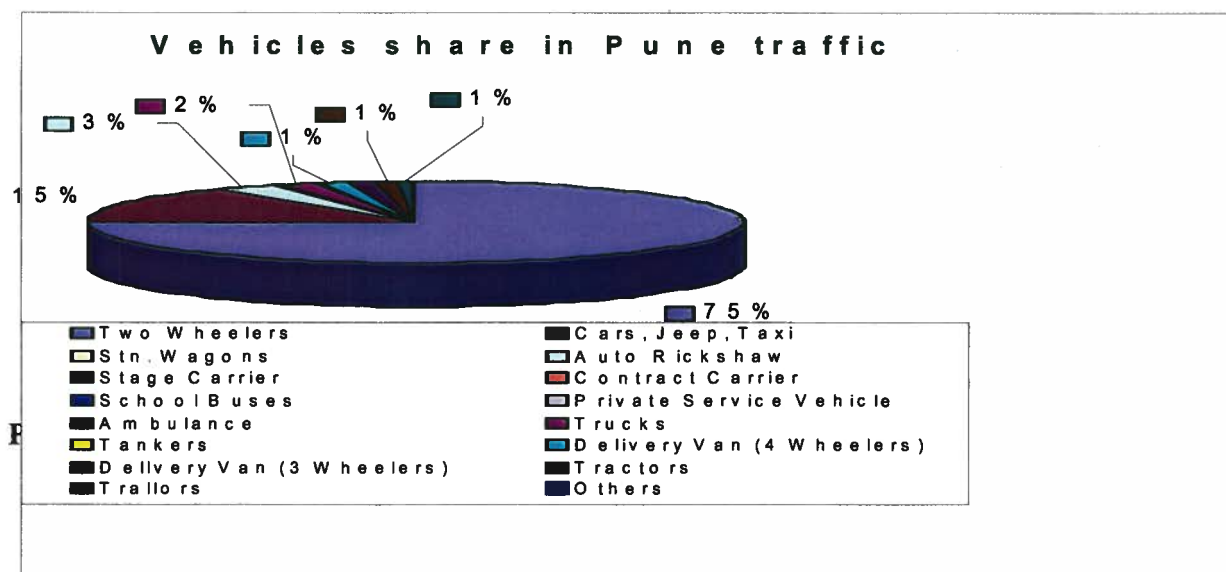 Vehicles share in Pune traffic
1%
2%
1%
3%
1%
15%
75%
Two Wheelers Cars,Jeep,Taxi
Stn.Wagons Auto Rickshaw
Stage Carrier Contract Carrier
School Buses Private Service Vehicle
Ambulance Trucks
Tankers Delivery Van (4 Wheelers)
Delivery Van (3 Wheelers) Tractors
Trallors Others